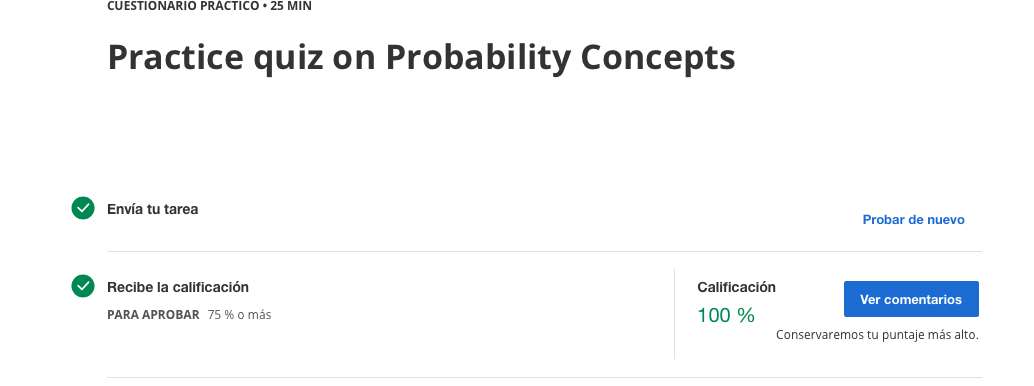 CUESTIONARIO PRÁCTICO • 25 MIN
Practice quiz on Probability Concepts
Envía tu tarea
Probar de nuevo
Recibe la calificación
PARA APROBAR 75 % o más
Calificación
100 %
Ver comentarios
Conservaremos tu puntaje más alto.